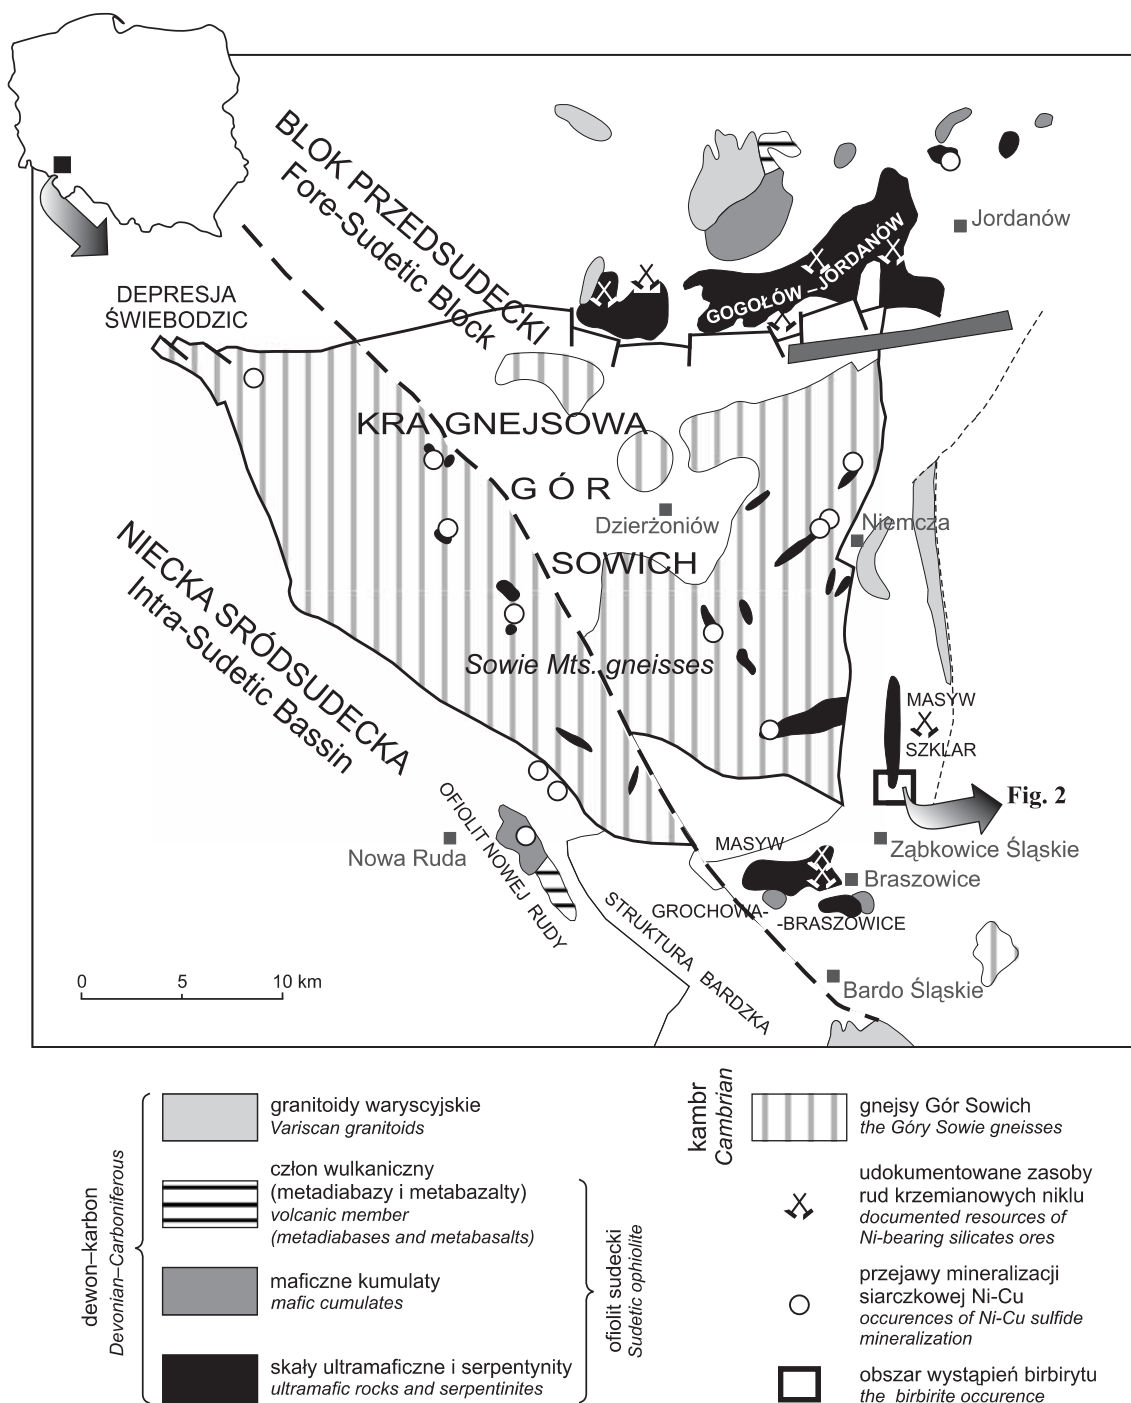 BLOK PRZEDSUDECKI
Fore-Sudetic Block
Jordanów
GOGOŁÓW –JORDANÓW
DEPRESJA
ŚWIEBODZIC
KRA GNEJSOWA
GÓR
Dzierżoniów
Niemcza
SOWICH
NIECKA SRÓDSUDECKA
Intra-Sudetic Bassin
Sowie Mts. gneisses
MASYW
SZKLAR
Fig. 2
OFIOLIT NOWEJ RUDY
Nowa Ruda
MASYW
Ząbkowice Śląskie
Braszowice
GROCHOWA-
-BRASZOWICE
STRUKTURA BARDZKA
Bardo Śląskie
0 5 10 km
dewon–karbon
Devonian–Carboniferous
granitoidy waryscyjskie
Variscan granitoids
człon wulkaniczny
(metadiabazy i metabazalty)
volcanic member
(metadiabases and metabasalts)
maficzne kumulaty
mafic cumulates
skały ultramaficzne i serpentynity
ultramafic rocks and serpentinites
ofiolit sudecki
Sudetic ophiolite
kambr
Cambrian
gnejsy Gór Sowich
the Góry Sowie gneisses
udokumentowane zasoby
rud krzemianowych niklu
documented resources of
Ni-bearing silicates ores
przejawy mineralizacji
siarczkowej Ni-Cu
occurences of Ni-Cu sulfide
mineralization
obszar wystąpień birbirytu
the birbirite occurence